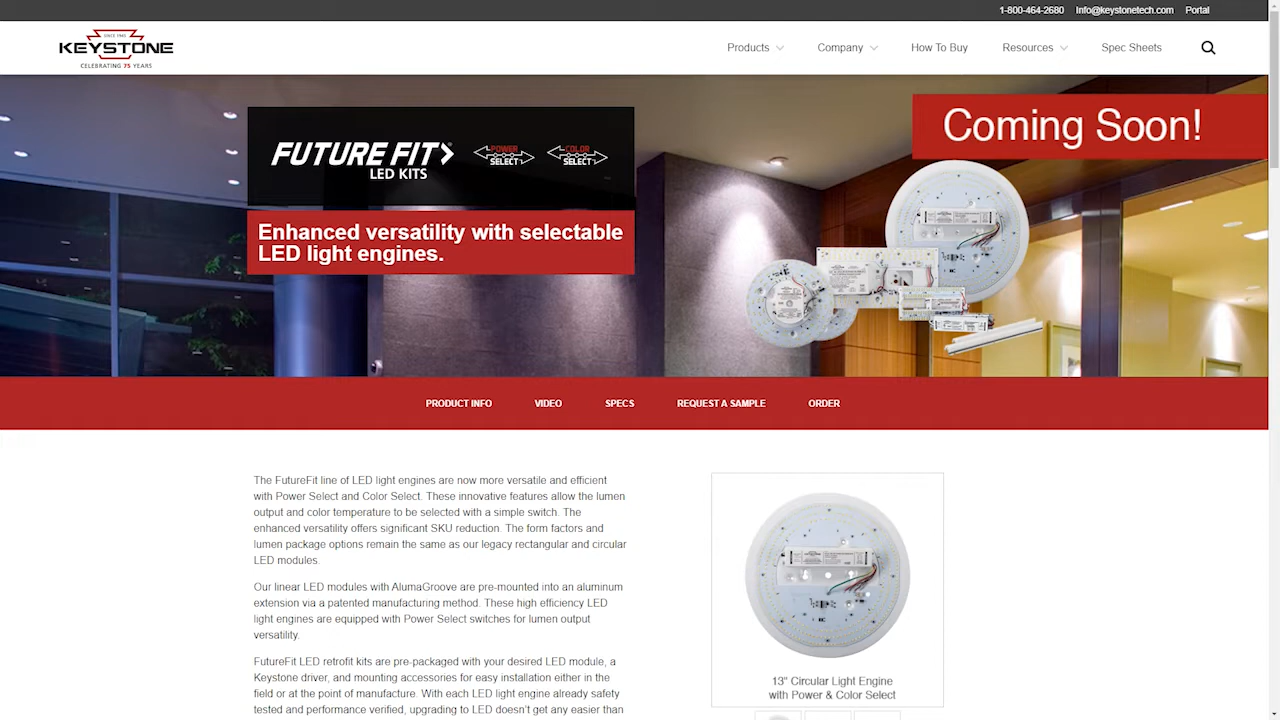 1-800-464-2680 Info@keystonetech.com Portal
SINCE 1945
KEYSTONE
CELEBRATING 75 YEARS
Products Company How To Buy Resources Spec Sheets
Coming Soon!
FUTURE FIT
LED KITS
POWER
SELECT
COLOR
SELECT
Enhanced versatility with selectable
LED light engines.
PRODUCT INFO VIDEO SPECS REQUEST A SAMPLE ORDER
The FutureFit line of LED light engines are now more versatile and efficient
with Power Select and Color Select. These innovative features allow the lumen
output and color temperature to be selected with a simple switch. The
enhanced versatility offers significant SKU reduction. The form factors and
lumen package options remain the same as our legacy rectangular and circular
LED modules.
Our linear LED modules with AlumaGroove are pre-mounted into an aluminum
extension via a patented manufacturing method. These high efficiency LED
light engines are equipped with Power Select switches for lumen output
versatility.
FutureFit LED retrofit kits are pre-packaged with your desired LED module, a
Keystone driver, and mounting accessories for easy installation either in the
field or at the point of manufacture. With each LED light engine already safety
tested and performance verified, upgrading to LED doesn't get any easier than
13" Circular Light Engine
with Power & Color Select